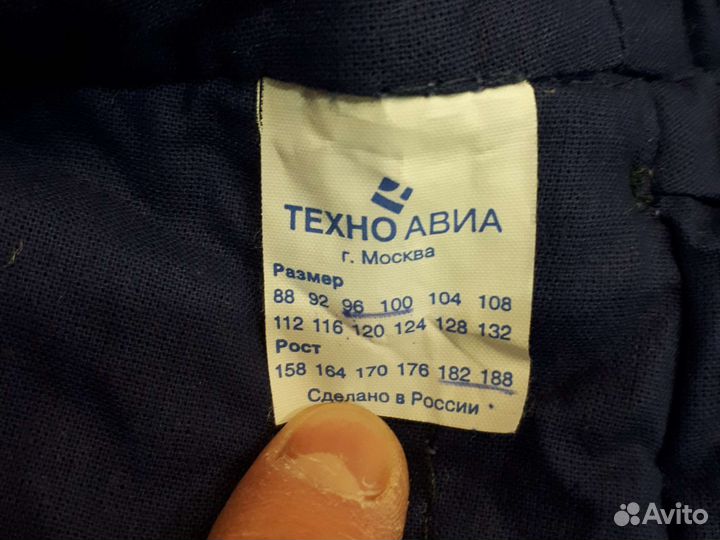 ТЕХНО АВИА
г. Москва
Размер
88 92 96 100 104 108
112 116 120 124 128 132
Рост
158 164 170 176 182 188
Сделано в России
Avito